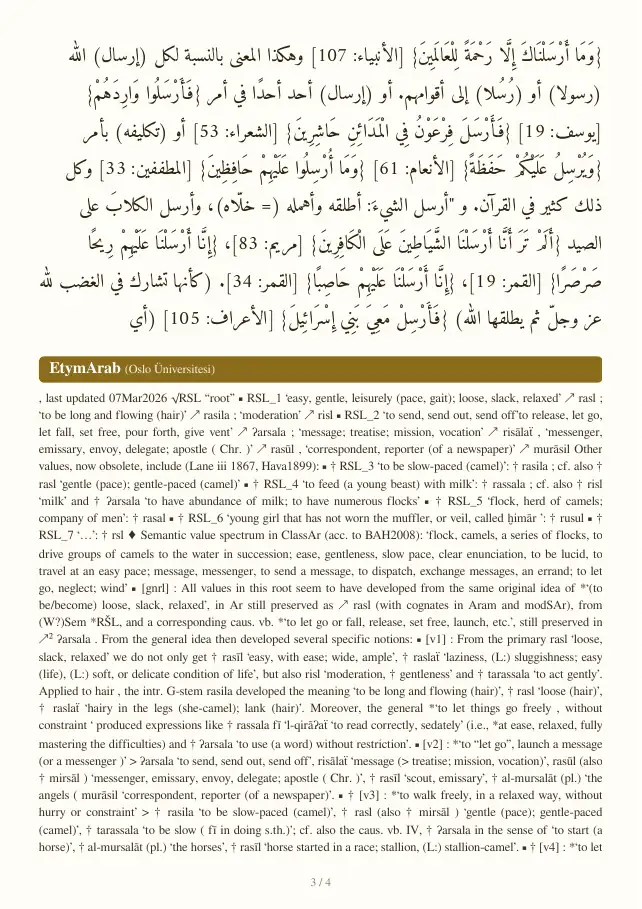 {وَمَا أَرْسَلْنَاكَ إِلَّا رَحْمَةً لِلْعَالَمِينَ} [الأنبياء: 107] وهكذا المعنى بالنسبة لكل (إرسال) الله
(رسولا) أو (رُسُلا) إلى أقوامهم. أو (إرسال) أحد أحدًا في أمر {فَأَرْسَلُوا وَارِدَهُمْ}
[يوسف: 19] {فَأَرْسَلَ فِرْعَوْنُ فِي الْمَدَائِنِ حَاشِرِينَ} [الشعراء: 53] أو (تكليفه) بأمر
{وَيُرْسِلُ عَلَيْكُمْ حَفَظَةً} [الأنعام: 61] {وَمَا أُرْسِلُوا عَلَيْهِمْ حَافِظِينَ} [المطففين: 33] وكل
ذلك كثير في القرآن. و "أرسل الشيءَ: أطلقه وأهمله (= خلّاه)، وأرسل الكلابَ على
الصيد {أَلَمْ تَرَ أَنَّا أَرْسَلْنَا الشَّيَاطِينَ عَلَى الْكَافِرِينَ} [مريم: 83]، {إِنَّا أَرْسَلْنَا عَلَيْهِمْ رِيحًا
صَرْصَرًا} [القمر: 19]، {إِنَّا أَرْسَلْنَا عَلَيْهِمْ حَاصِبًا} [القمر: 34]. (كأنها تشارك في الغضب لله
عز وجلّ ثم يطلقها الله) {فَأَرْسِلْ مَعِيَ بَنِي إِسْرَائِيلَ} [الأعراف: 105] (أي
EtymArab (Oslo Üniversitesi)
, last updated 07Mar2026 √RSL “root” ▪ RSL_1 ‘easy, gentle, leisurely (pace, gait); loose, slack, relaxed’ ↗ rasl ;
‘to be long and flowing (hair)’ ↗ rasila ; ‘moderation’ ↗ risl ▪ RSL_2 ‘to send, send out, send off’to release, let go,
let fall, set free, pour forth, give vent’ ↗ ʔarsala ; ‘message; treatise; mission, vocation’ ↗ risālaẗ , ‘messenger,
emissary, envoy, delegate; apostle ( Chr. )’ ↗ rasūl , ‘correspondent, reporter (of a newspaper)’ ↗ murāsil Other
values, now obsolete, include (Lane iii 1867, Hava1899): ▪ † RSL_3 ‘to be slow-paced (camel)’: † rasila ; cf. also †
rasl ‘gentle (pace); gentle-paced (camel)’ ▪ † RSL_4 ‘to feed (a young beast) with milk’: † rassala ; cf. also † risl
‘milk’ and † ʔarsala ‘to have abundance of milk; to have numerous flocks’ ▪ † RSL_5 ‘flock, herd of camels;
company of men’: † rasal ▪ † RSL_6 ‘young girl that has not worn the muffler, or veil, called ḫimār ’: † rusul ▪ †
RSL_7 ‘…’: † rsl ♦ Semantic value spectrum in ClassAr (acc. to BAH2008): ‘flock, camels, a series of flocks, to
drive groups of camels to the water in succession; ease, gentleness, slow pace, clear enunciation, to be lucid, to
travel at an easy pace; message, messenger, to send a message, to dispatch, exchange messages, an errand; to let
go, neglect; wind’ ▪ [gnrl] : All values in this root seem to have developed from the same original idea of *‘(to
be/become) loose, slack, relaxed’, in Ar still preserved as ↗ rasl (with cognates in Aram and modSAr), from
(W?)Sem *RŠL, and a corresponding caus. vb. *‘to let go or fall, release, set free, launch, etc.’, still preserved in
↗² ʔarsala . From the general idea then developed several specific notions: ▪ [v1] : From the primary rasl ‘loose,
slack, relaxed’ we do not only get † rasīl ‘easy, with ease; wide, ample’, † raslaẗ ‘laziness, (L:) sluggishness; easy
(life), (L:) soft, or delicate condition of life’, but also risl ‘moderation, † gentleness’ and † tarassala ‘to act gently’.
Applied to hair , the intr. G-stem rasila developed the meaning ‘to be long and flowing (hair)’, † rasl ‘loose (hair)’,
† raslaẗ ‘hairy in the legs (she-camel); lank (hair)’. Moreover, the general *‘to let things go freely , without
constraint ‘ produced expressions like † rassala fī ‘l-qirāʔaẗ ‘to read correctly, sedately’ (i.e., *at ease, relaxed, fully
mastering the difficulties) and † ʔarsala ‘to use (a word) without restriction’. ▪ [v2] : *‘to “let go”, launch a message
(or a messenger )’ > ʔarsala ‘to send, send out, send off’, risālaẗ ‘message (> treatise; mission, vocation)’, rasūl (also
† mirsāl ) ‘messenger, emissary, envoy, delegate; apostle ( Chr. )’, † rasīl ‘scout, emissary’, † al-mursalāt (pl.) ‘the
angels ( murāsil ‘correspondent, reporter (of a newspaper)’. ▪ † [v3] : *‘to walk freely, in a relaxed way, without
hurry or constraint’ > † rasila ‘to be slow-paced (camel)’, † rasl (also † mirsāl ) ‘gentle (pace); gentle-paced
(camel)’, † tarassala ‘to be slow ( fī in doing s.th.)’; cf. also the caus. vb. IV, † ʔarsala in the sense of ‘to start (a
horse)’, † al-mursalāt (pl.) ‘the horses’, † rasīl ‘horse started in a race; stallion, (L:) stallion-camel’. ▪ † [v4] : *‘to let
3 / 4